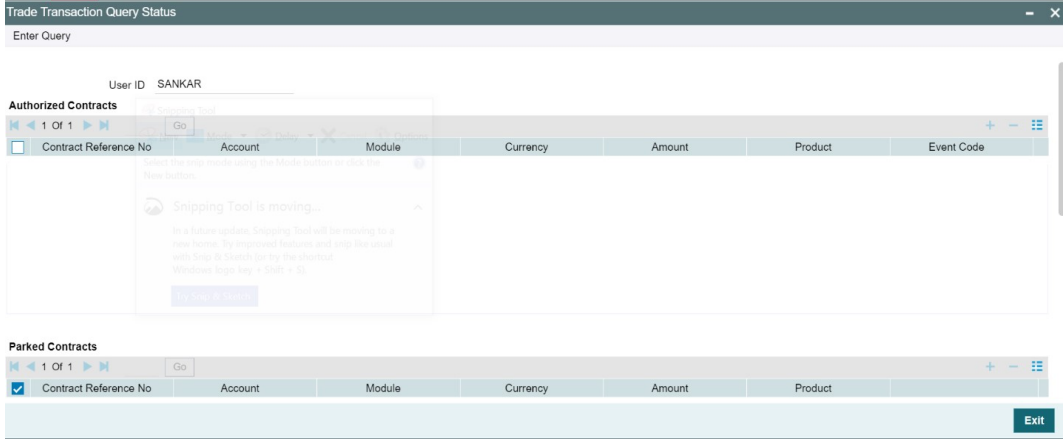 Trade Transaction Query Status
Enter Query
User ID SANKAR
Authorized Contracts
1 Of 1 Go
Contract Reference No Account Module Currency Amount Product Event Code
Snipping Tool
New Mode Delay Cancel Options
Select the snip mode using the Mode button or click the
New button.
Snipping Tool is moving...
In a future update, Snipping Tool will be moving to a
new home. Try improved features and snip like usual
with Snip & Sketch (or try the shortcut
Windows logo key + Shift + S).
Try Snip & Sketch
Parked Contracts
1 Of 1 Go
Contract Reference No Account Module Currency Amount Product
Exit